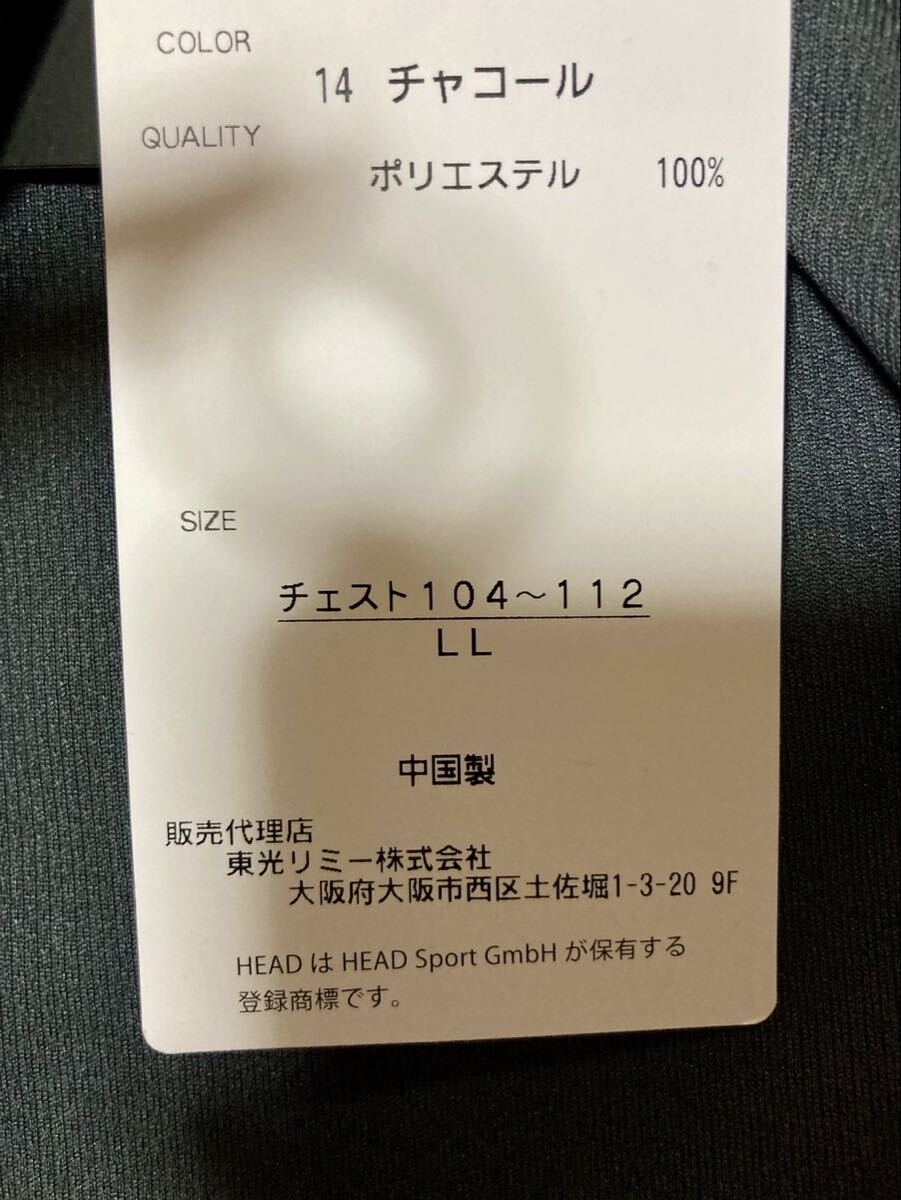 COLOR
14 チャコール
QUALITY
ポリエステル 100%
SIZE
チェスト104～112
LL
中国製
販売代理店
東光リミー株式会社
大阪府大阪市西区土佐堀1-3-20 9F
HEAD は HEAD Sport GmbH が保有する
登録商標です。